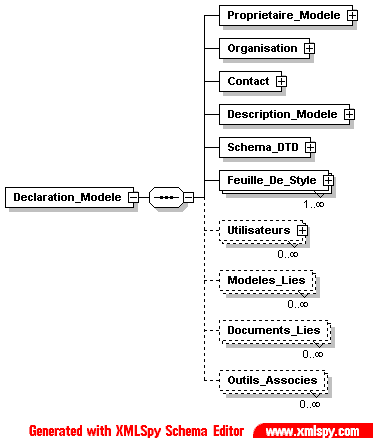 Proprietaire_Modele
Organisation
Contact
Description_Modele
Schema_DTD
Declaration_Modele
Feuille_De_Style
1..∞
Utilisateurs
0..∞
Modeles_Lies
0..∞
Documents_Lies
0..∞
Outils_Associes
0..∞
Generated with XMLSpy Schema Editor www.xmlspy.com